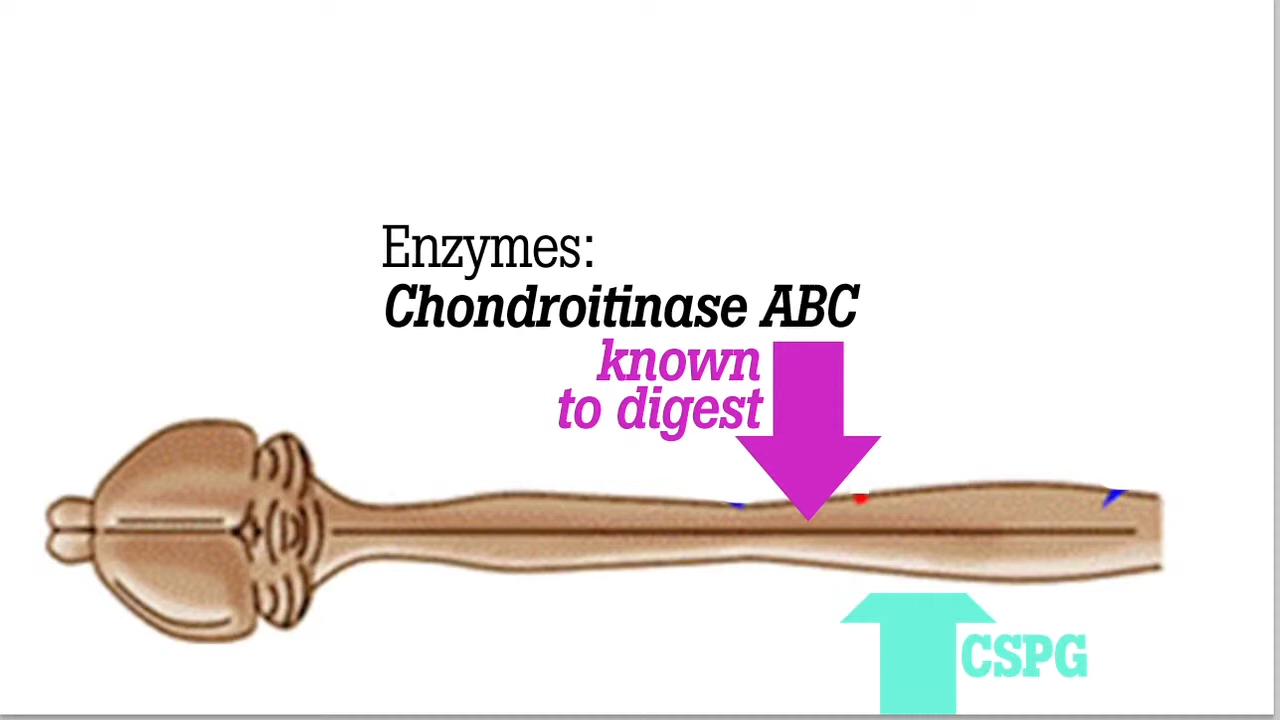 Enzymes:
Chondroitinase ABC
known
to digest
CSPG